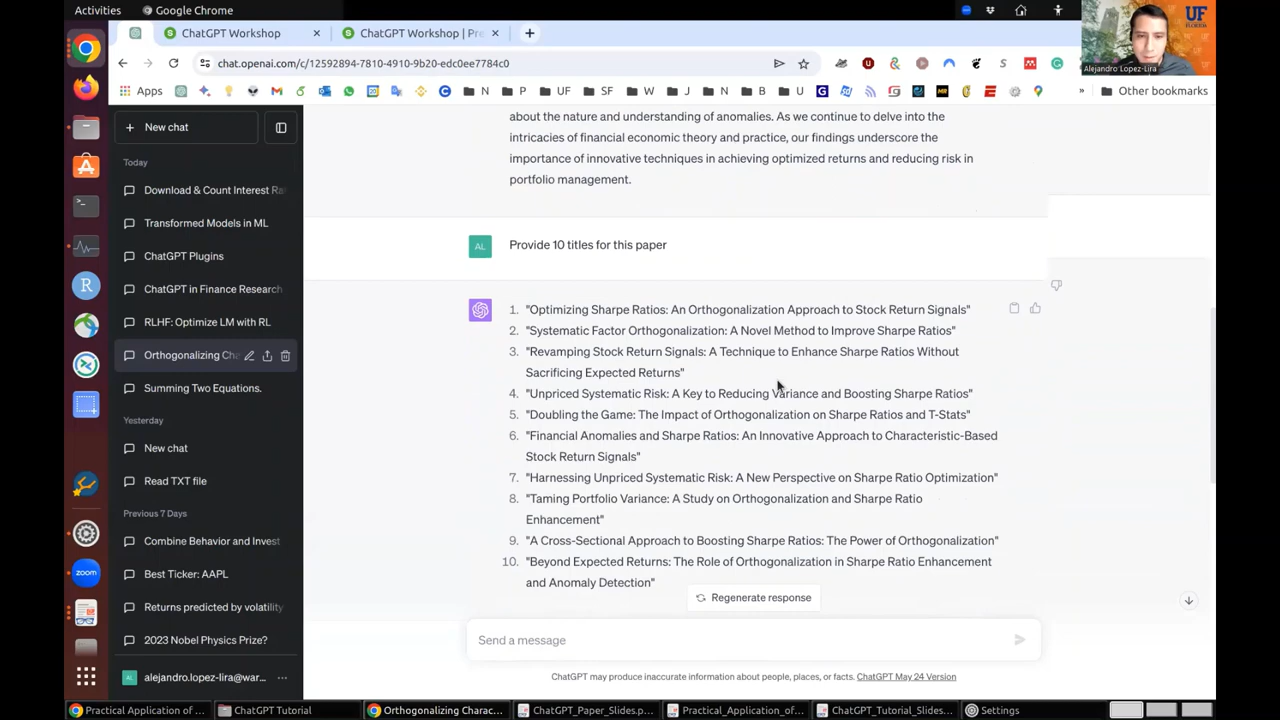 Activities
Google Chrome
ChatGPT Workshop
ChatGPT Workshop | Pre
chat.openai.com/c/12592894-7810-4910-9b20-edc0ee7784c0
UF
Alejandro Lopez-Lira
Apps
N
P
UF
SF
W
J
N
B
U
»
Other bookmarks
New chat
Today
Download & Count Interest Ra
Transformed Models in ML
ChatGPT Plugins
ChatGPT in Finance Research
RLHF: Optimize LM with RL
Orthogonalizing Cha
Summing Two Equations.
Yesterday
New chat
Read TXT file
Previous 7 Days
Combine Behavior and Invest
Best Ticker: AAPL
Returns predicted by volatility
2023 Nobel Physics Prize?
AL
alejandro.lopez-lira@war...
about the nature and understanding of anomalies. As we continue to delve into the
intricacies of financial economic theory and practice, our findings underscore the
importance of innovative techniques in achieving optimized returns and reducing risk in
portfolio management.
AL
Provide 10 titles for this paper
1. "Optimizing Sharpe Ratios: An Orthogonalization Approach to Stock Return Signals"
2. "Systematic Factor Orthogonalization: A Novel Method to Improve Sharpe Ratios"
3. "Revamping Stock Return Signals: A Technique to Enhance Sharpe Ratios Without
Sacrificing Expected Returns"
4. "Unpriced Systematic Risk: A Key to Reducing Variance and Boosting Sharpe Ratios"
5. "Doubling the Game: The Impact of Orthogonalization on Sharpe Ratios and T-Stats"
6. "Financial Anomalies and Sharpe Ratios: An Innovative Approach to Characteristic-Based
Stock Return Signals"
7. "Harnessing Unpriced Systematic Risk: A New Perspective on Sharpe Ratio Optimization"
8. "Taming Portfolio Variance: A Study on Orthogonalization and Sharpe Ratio
Enhancement"
9. "A Cross-Sectional Approach to Boosting Sharpe Ratios: The Power of Orthogonalization"
10. "Beyond Expected Returns: The Role of Orthogonalization in Sharpe Ratio Enhancement
and Anomaly Detection"
Regenerate response
Send a message
ChatGPT may produce inaccurate information about people, places, or facts. ChatGPT May 24 Version
Practical Application of ...
ChatGPT Tutorial
Orthogonalizing Charac...
ChatGPT_Paper_Slides.p...
Practical_Application_of...
ChatGPT_Tutorial_Slides...
Settings